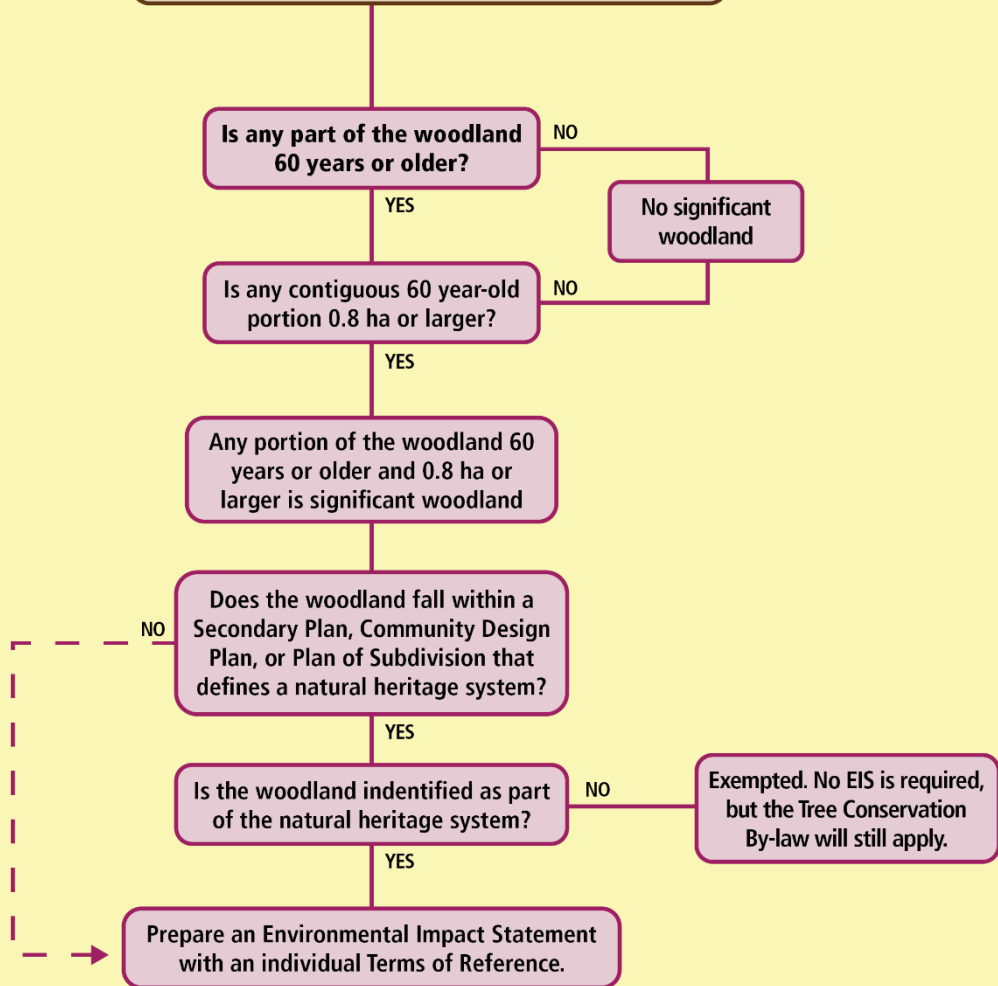 Is any part of the woodland
60 years or older?
NO
YES
No significant
woodland
Is any contiguous 60 year-old
portion 0.8 ha or larger?
NO
YES
Any portion of the woodland 60
years or older and 0.8 ha or
larger is significant woodland
Does the woodland fall within a
Secondary Plan, Community Design
Plan, or Plan of Subdivision that
defines a natural heritage system?
NO
YES
Is the woodland indentified as part
of the natural heritage system?
NO
Exempted. No EIS is required,
but the Tree Conservation
By-law will still apply.
YES
Prepare an Environmental Impact Statement
with an individual Terms of Reference.